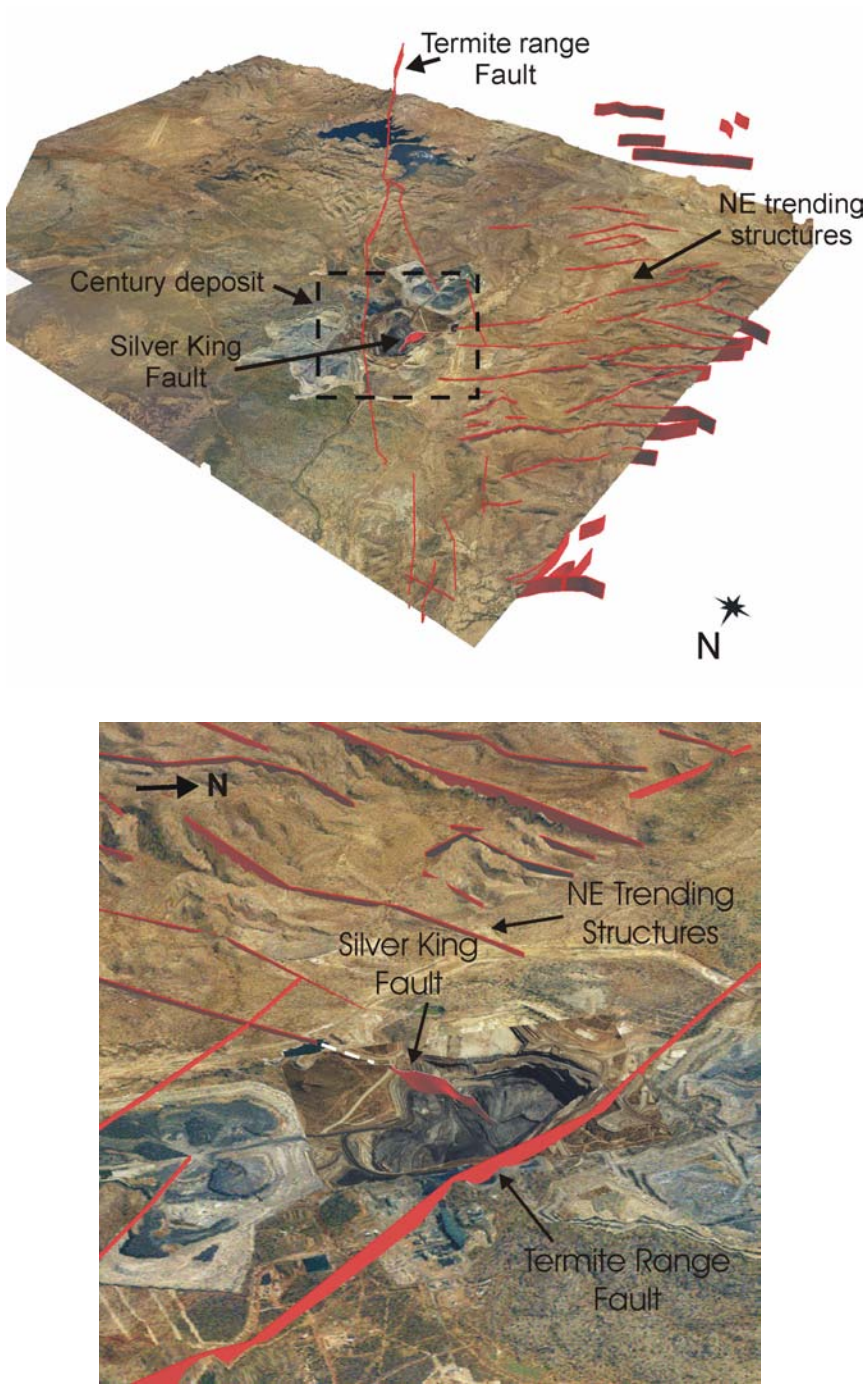 Termite range
Fault
NE trending
structures
Century deposit
Silver King
Fault
N
N
NE Trending
Structures
Silver King
Fault
Termite Range
Fault